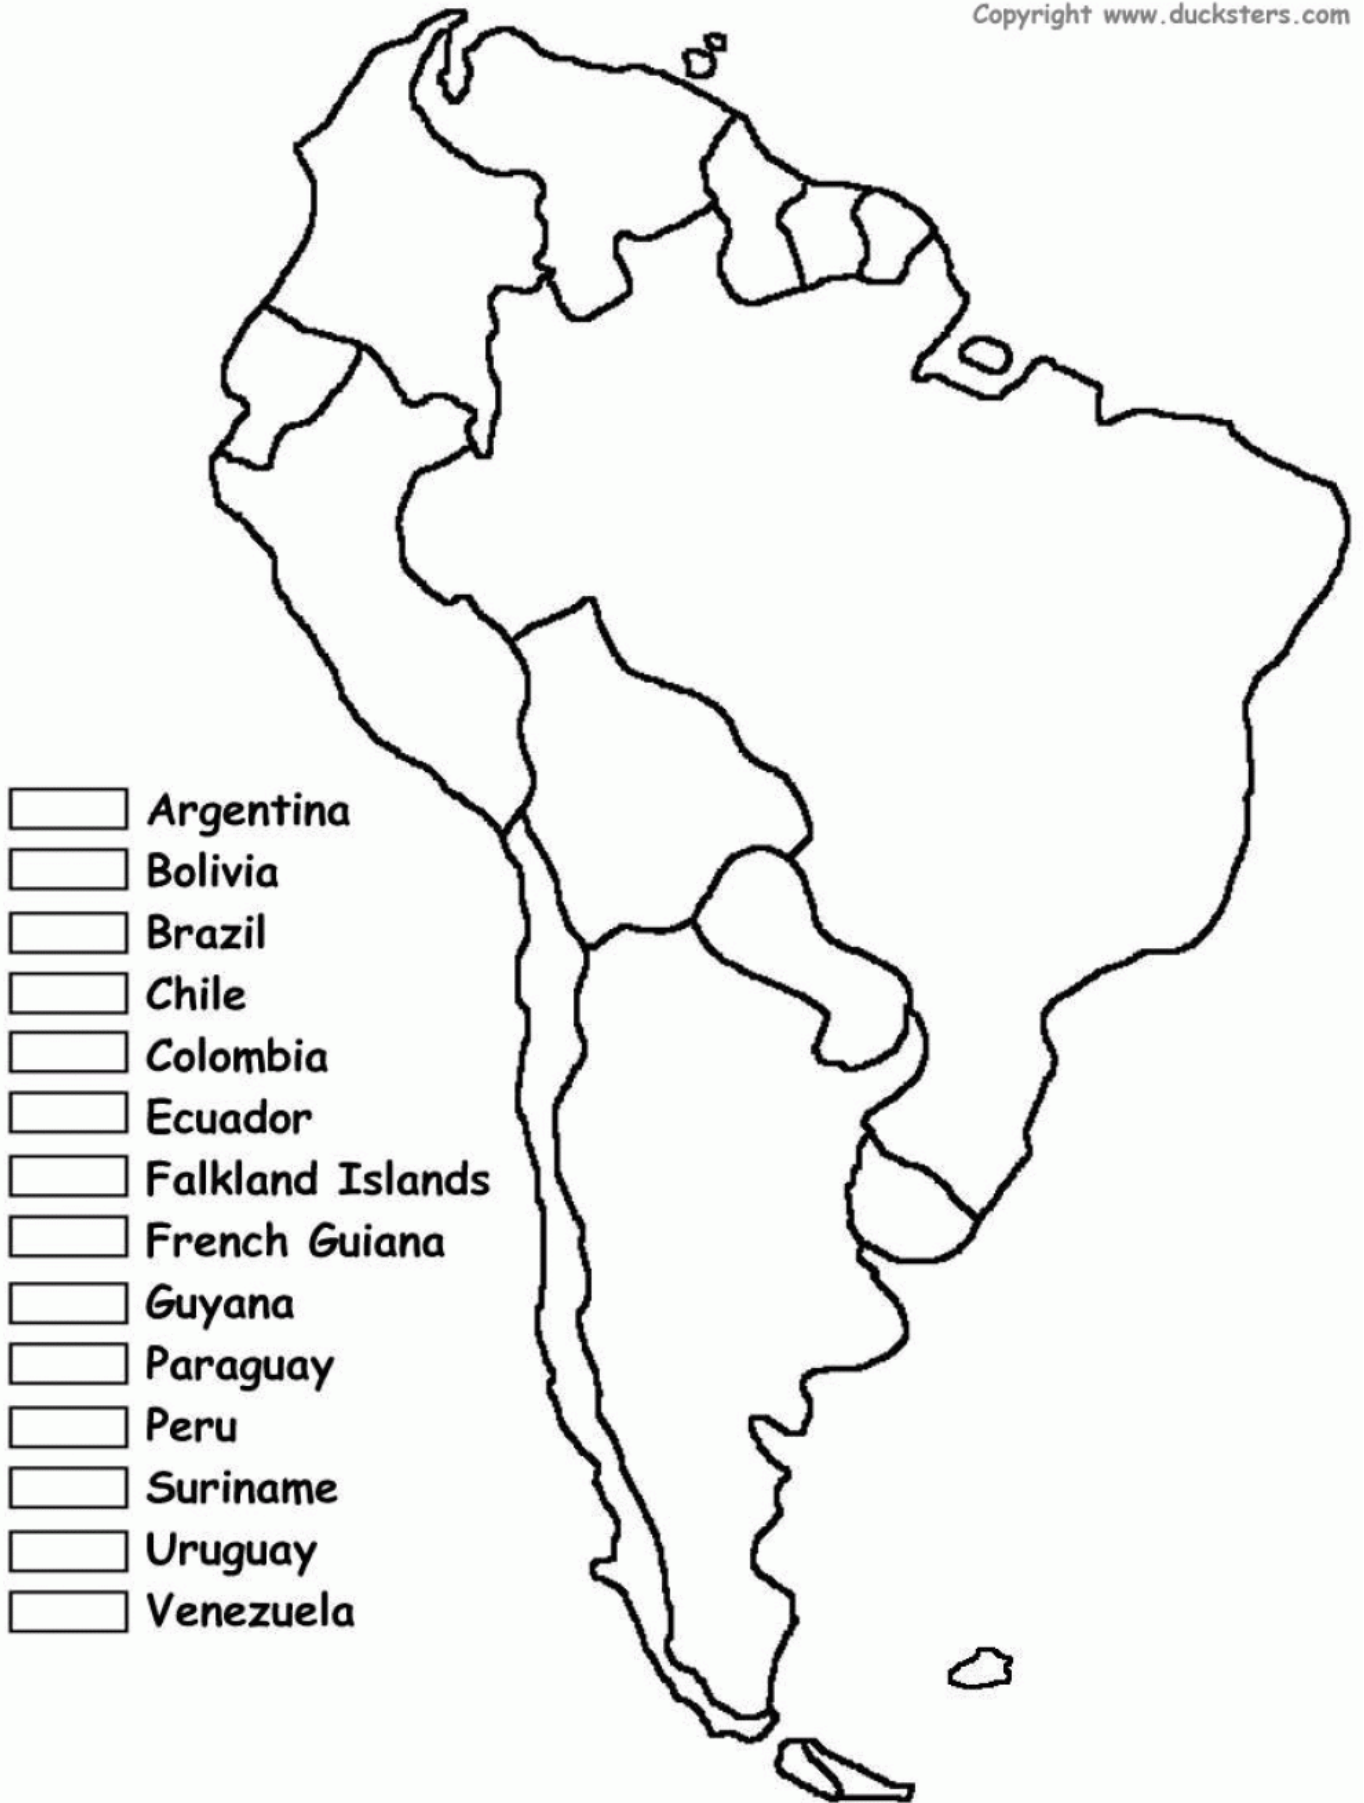 Copyright www.ducksters.com
Argentina
Bolivia
Brazil
Chile
Colombia
Ecuador
Falkland Islands
French Guiana
Guyana
Paraguay
Peru
Suriname
Uruguay
Venezuela